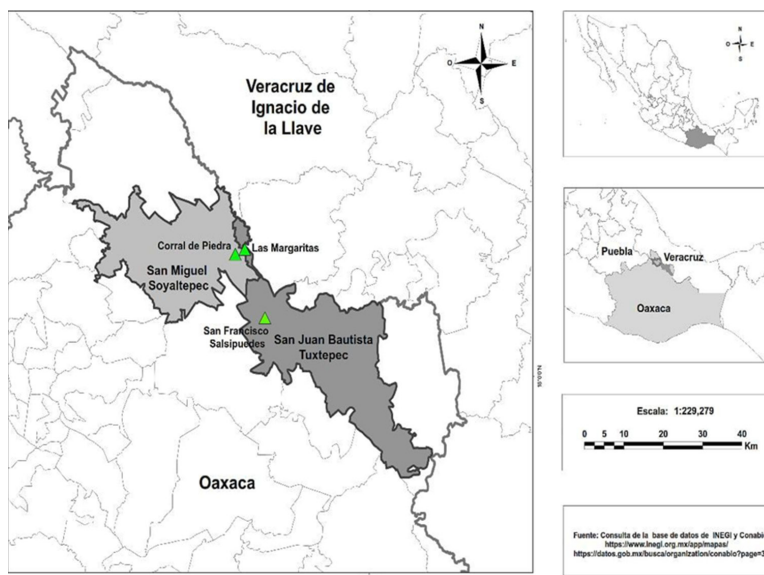 Veracruz de
Ignacio de
la Llave
N
O
E
S
Corral de Piedra
Las Margaritas
San Miguel
Soyaltepec
San Francisco
Salsipuedes
San Juan Bautista
Tuxtepec
Oaxaca
N
O
E
S
Puebla
Veracruz
Oaxaca
Escala: 1:229,279
0 5 10 20 30 40
Km
Fuente: Consulta de la base de datos de INEGI y Conabio
https://www.inegi.org.mx/app/mapas/
https://datos.gob.mx/busca/organization/conabio?page=3